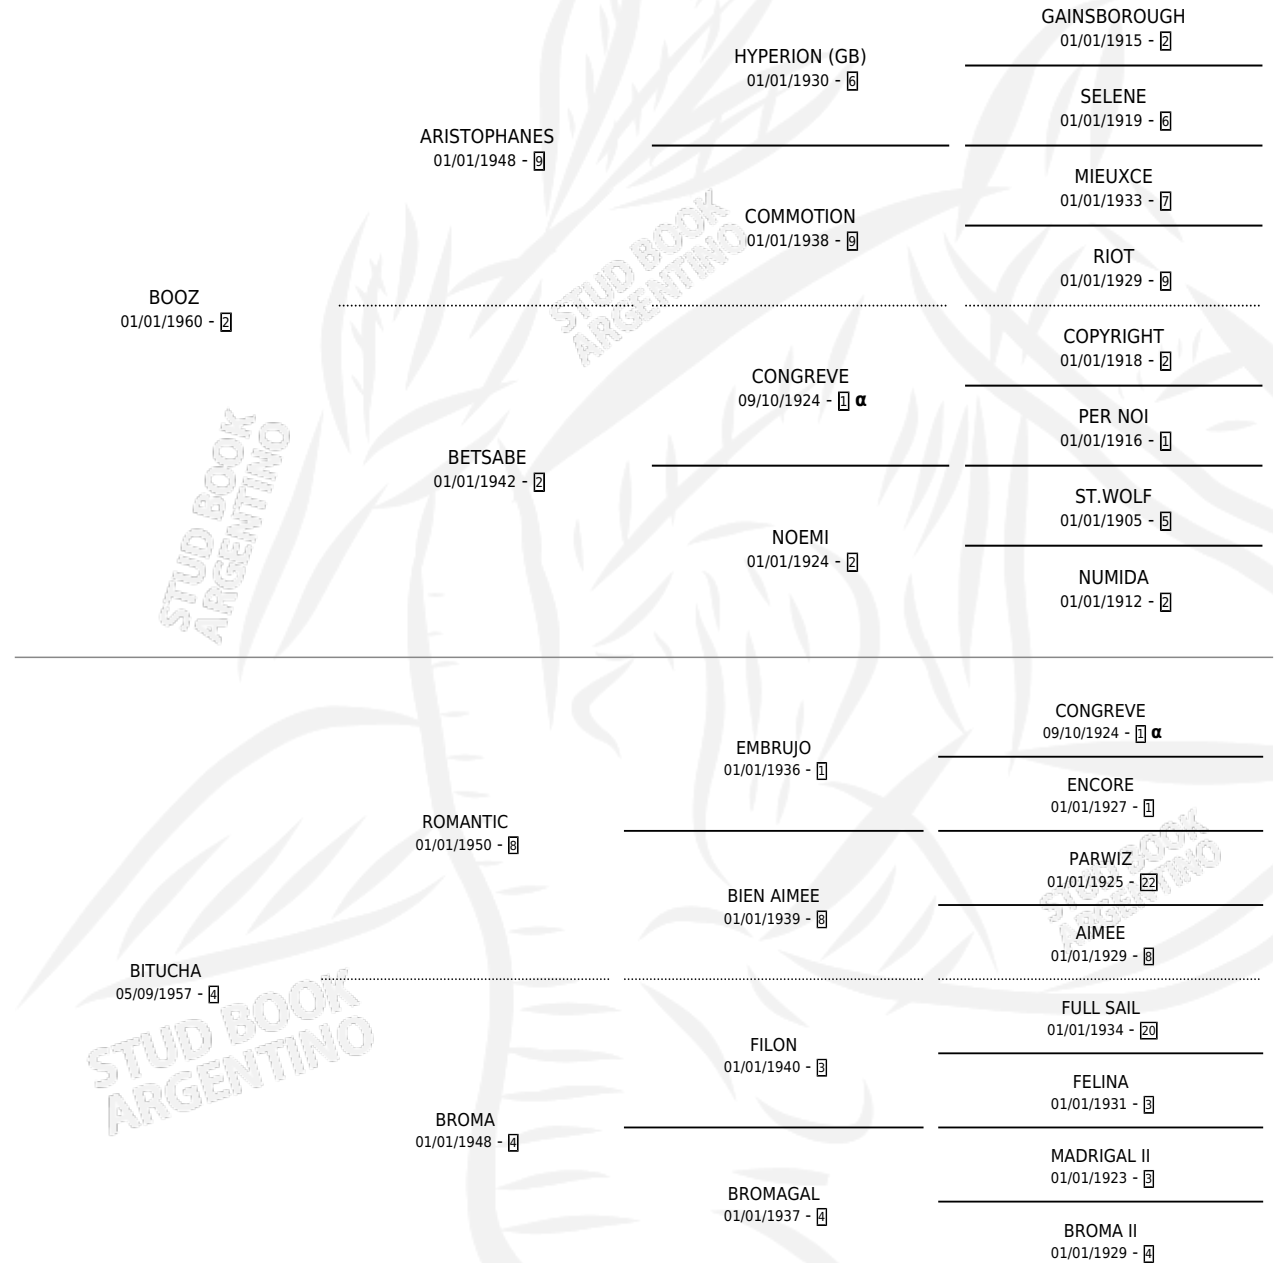 GAINSBOROUGH
01/01/1915 - 2
HYPERION (GB)
01/01/1930 - 6
SELENE
01/01/1919 - 6
ARISTOPHANES
01/01/1948 - 9
MIEUXCE
01/01/1933 - 7
COMMOTION
01/01/1938 - 9
RIOT
01/01/1929 - 9
BOOZ
01/01/1960 - 2
COPYRIGHT
01/01/1918 - 2
CONGREVE
09/10/1924 - 1 α
PER NOI
01/01/1916 - 1
BETSABE
01/01/1942 - 2
ST.WOLF
01/01/1905 - 5
NOEMI
01/01/1924 - 2
NUMIDA
01/01/1912 - 2
CONGREVE
09/10/1924 - 1 α
EMBRUJO
01/01/1936 - 1
ENCORE
01/01/1927 - 1
ROMANTIC
01/01/1950 - 8
PARWIZ
01/01/1925 - 22
BIEN AIMEE
01/01/1939 - 8
AIMEE
01/01/1929 - 8
BITUCHA
05/09/1957 - 4
FULL SAIL
01/01/1934 - 20
FILON
01/01/1940 - 3
FELINA
01/01/1931 - 3
BROMA
01/01/1948 - 4
MADRIGAL II
01/01/1923 - 3
BROMAGAL
01/01/1937 - 4
BROMA II
01/01/1929 - 4
STUD BOOK
ARGENTINO
STUD BOOK
ARGENTINO
STUD BOOK
ARGENTINO
STUD BOOK
ARGENTINO